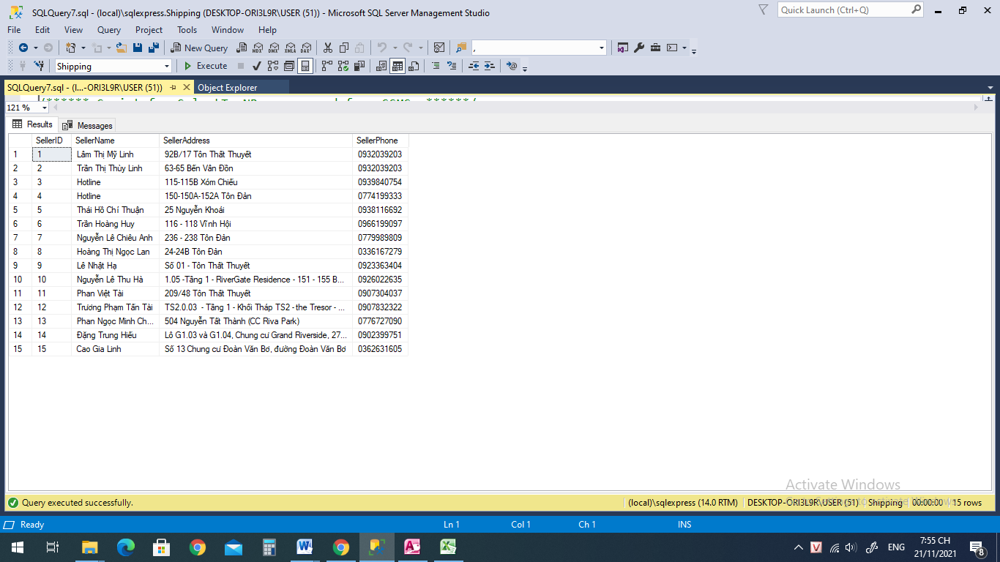 SQLQuery7.sql - (local)\sqlexpress.Shipping (DESKTOP-ORI3L9R\USER (51)) - Microsoft SQL Server Management Studio
Quick Launch (Ctrl+Q)
File Edit View Query Project Tools Window Help
New Query MDX DMX XMLA DAX ,
Shipping Execute
SQLQuery7.sql - (l...-ORI3L9R\USER (51)) Object Explorer
121 %
Results Messages
SellerID SellerName SellerAddress SellerPhone
1 1 Lâm Thị Mỹ Linh 92B/17 Tôn Thất Thuyết 0932039203
2 2 Trần Thị Thùy Linh 63-65 Bến Vân Đồn 0932039203
3 3 Hotline 115-115B Xóm Chiếu 0939840754
4 4 Hotline 150-150A-152A Tôn Đản 0774199333
5 5 Thái Hồ Chí Thuận 25 Nguyễn Khoái 0938116692
6 6 Trần Hoàng Huy 116 - 118 Vĩnh Hội 0966199097
7 7 Nguyễn Lê Chiêu Anh 236 - 238 Tôn Đản 0779989809
8 8 Hoàng Thị Ngọc Lan 24-24B Tôn Đản 0336167279
9 9 Lê Nhật Hạ Số 01 - Tôn Thất Thuyết 0923363404
10 10 Nguyễn Lê Thu Hà 1.05 -Tầng 1 - RiverGate Residence - 151 - 155 B... 0926022635
11 11 Phan Việt Tài 209/48 Tôn Thất Thuyết 0907304037
12 12 Trương Phạm Tấn Tài TS2.0.03 - Tầng 1 - Khối Tháp TS2 - the Tresor - ... 0907832322
13 13 Phan Ngọc Minh Ch... 504 Nguyễn Tất Thành (CC Riva Park) 0776727090
14 14 Đặng Trung Hiếu Lô G1.03 và G1.04, Chung cư Grand Riverside, 27... 0902399751
15 15 Cao Gia Linh Số 13 Chung cư Đoàn Văn Bơ, đường Đoàn Văn Bơ 0362631605
Activate Windows
Query executed successfully. (local)\sqlexpress (14.0 RTM) DESKTOP-ORI3L9R\USER (51) Shipping 00:00:00 15 rows
Ready Ln 1 Col 1 Ch 1 INS
V ENG 7:55 CH
21/11/2021 8